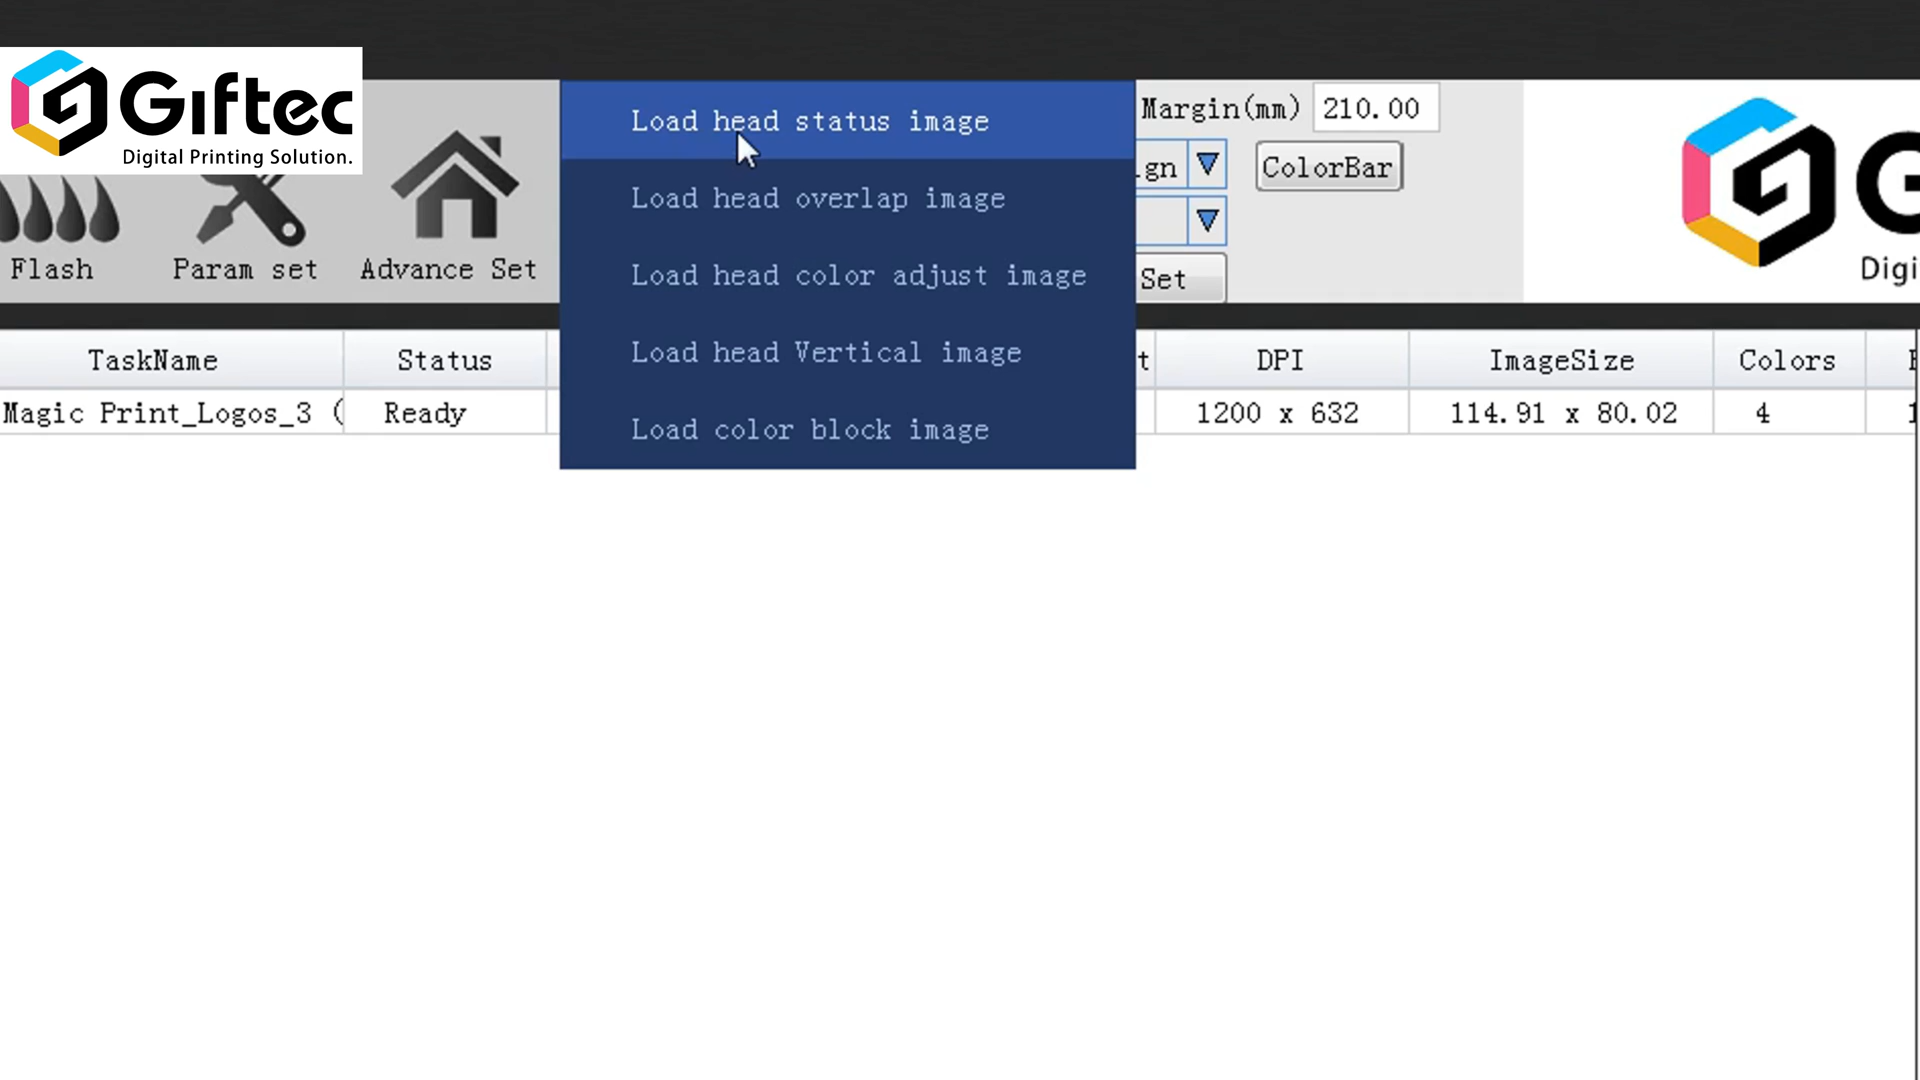 Giftec
Digital Printing Solution.
Flash
Param set
Advance Set
Load head status image
Load head overlap image
Load head color adjust image
Load head Vertical image
Load color block image
Margin(mm) 210.00
ign
ColorBar
Set
Digi
TaskName Status t DPI ImageSize Colors
Magic Print_Logos_3 ( Ready 1200 x 632 114.91 x 80.02 4